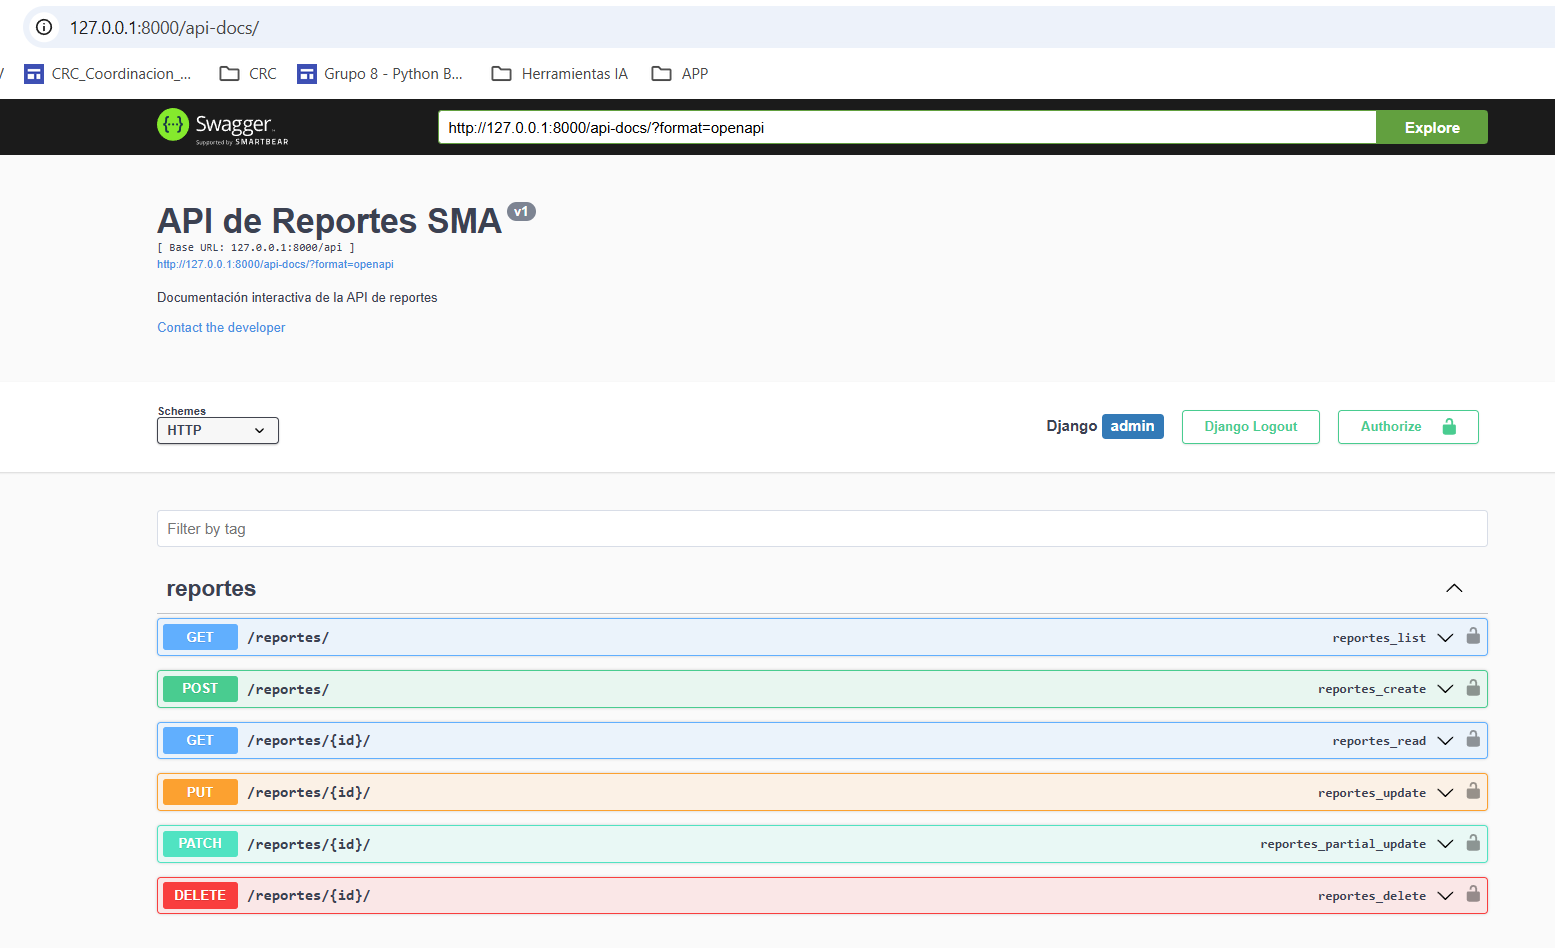 127.0.0.1:8000/api-docs/
/ CRC_Coordinacion_... CRC Grupo 8 - Python B... Herramientas IA APP
Swagger
Supported by SMARTBEAR
http://127.0.0.1:8000/api-docs/?format=openapi Explore
API de Reportes SMA v1
[ Base URL: 127.0.0.1:8000/api ]
http://127.0.0.1:8000/api-docs/?format=openapi
Documentación interactiva de la API de reportes
Contact the developer
Schemes
HTTP
Django admin Django Logout Authorize
Filter by tag
reportes
GET /reportes/ reportes_list
POST /reportes/ reportes_create
GET /reportes/{id}/ reportes_read
PUT /reportes/{id}/ reportes_update
PATCH /reportes/{id}/ reportes_partial_update
DELETE /reportes/{id}/ reportes_delete